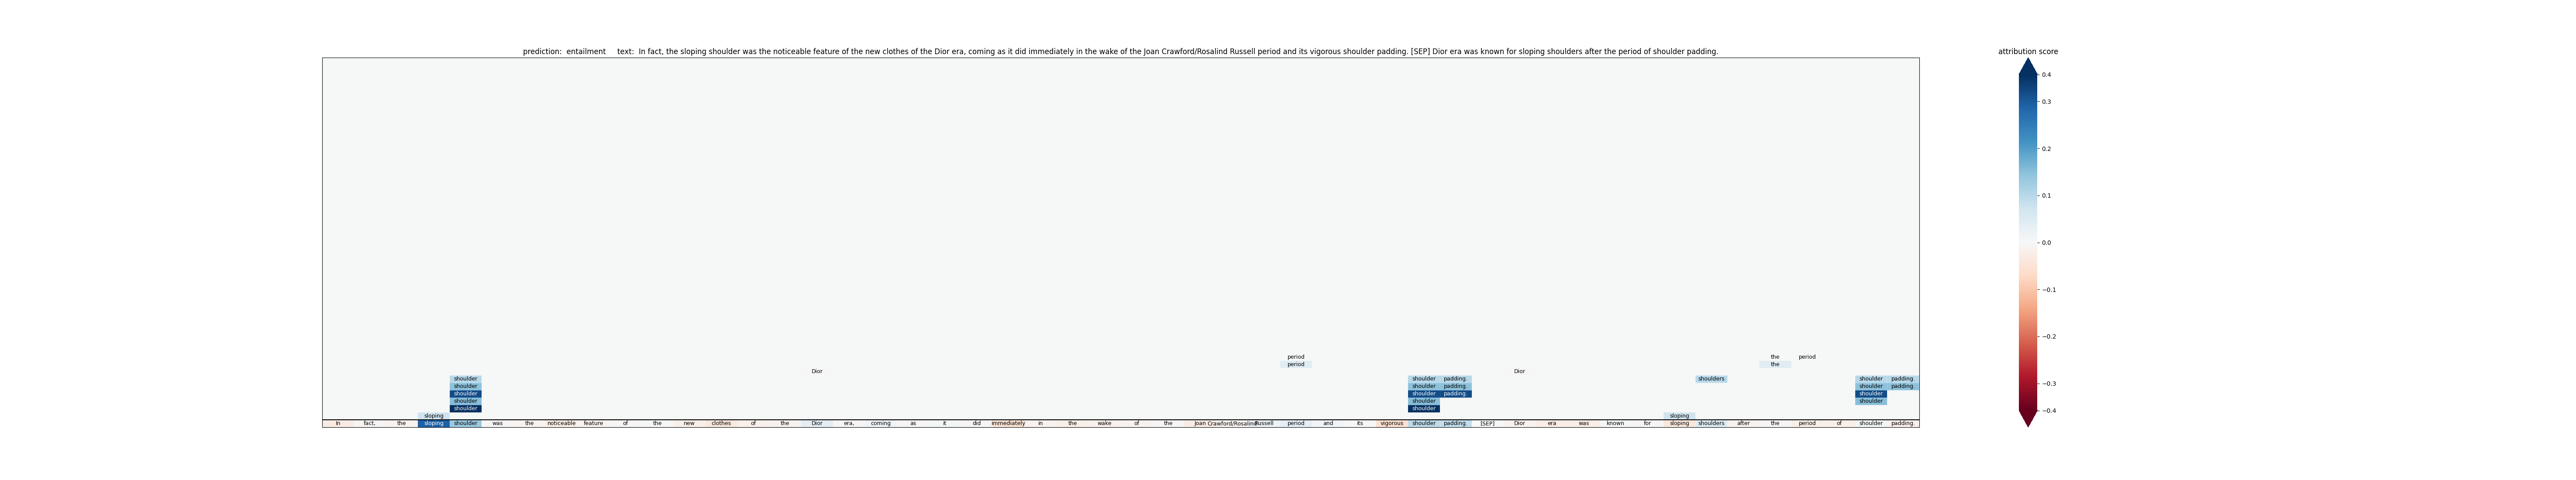 prediction:  entailment     text:  In fact, the sloping shoulder was the noticeable feature of the new clothes of the Dior era, coming as it did immediately in the wake of the Joan Crawford/Rosalind Russell period and its vigorous shoulder padding. [SEP] Dior era was known for sloping shoulders after the period of shoulder padding.
attribution score
0.4
0.3
0.2
0.1
0.0
−0.1
−0.2
−0.3
−0.4
period the period
period the
Dior Dior
shoulder shoulder padding. shoulders shoulder padding.
shoulder shoulder padding. shoulder padding.
shoulder shoulder padding. shoulder
shoulder shoulder shoulder
shoulder shoulder
sloping sloping
In fact, the sloping shoulder was the noticeable feature of the new clothes of the Dior era, coming as it did immediately in the wake of the Joan Crawford/Rosalind Russell period and its vigorous shoulder padding. [SEP] Dior era was known for sloping shoulders after the period of shoulder padding.